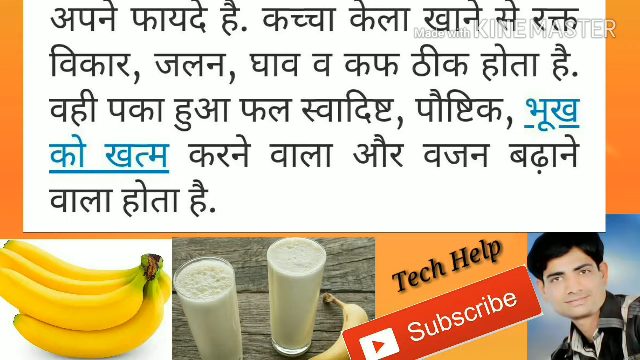 अपने फायदे है. कच्चा केला खाने से रक्त
Made with KINEMASTER
विकार, जलन, घाव व कफ ठीक होता है.
वही पका हुआ फल स्वादिष्ट, पौष्टिक, भूख
को खत्म करने वाला और वजन बढ़ाने
वाला होता है.
Tech Help
Subscribe